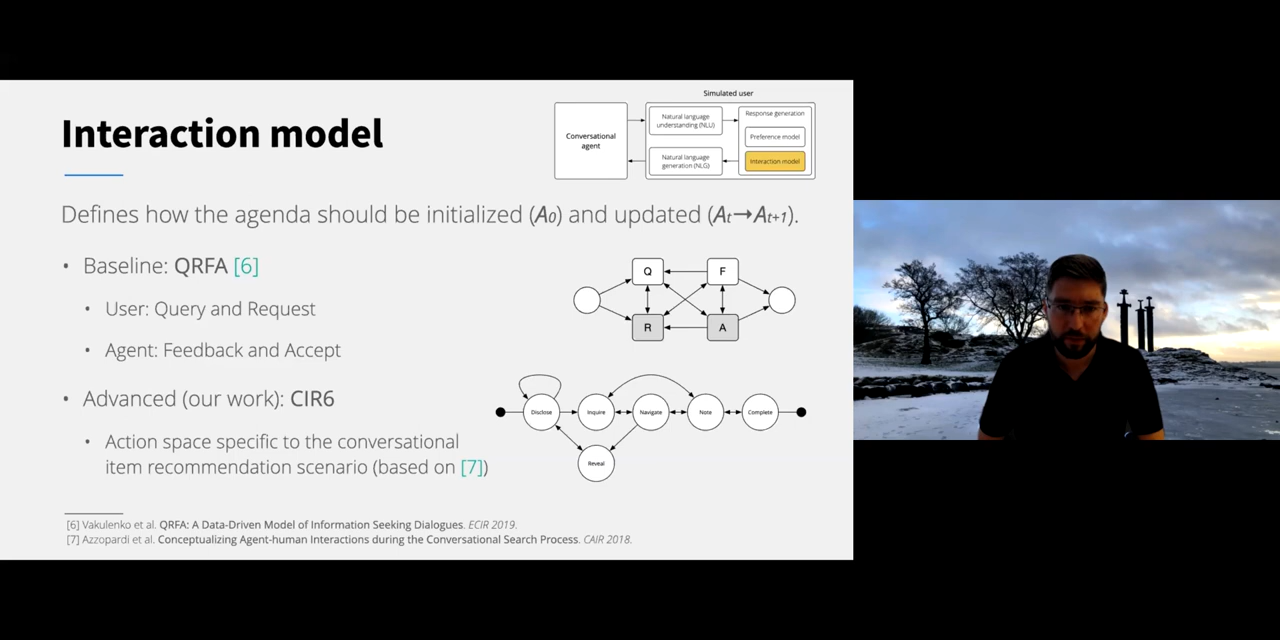 Interaction model
Simulated user
Conversational
agent
Natural language
understanding (NLU)
Natural language
generation (NLG)
Response generation
Preference model
Interaction model
Defines how the agenda should be initialized (A0) and updated (At→At+1).
• Baseline: QRFA [6]
• User: Query and Request
• Agent: Feedback and Accept
Q
F
R
A
• Advanced (our work): CIR6
• Action space specific to the conversational
item recommendation scenario (based on [7])
Disclose
Inquire
Navigate
Note
Complete
Reveal
[6] Vakulenko et al. QRFA: A Data-Driven Model of Information Seeking Dialogues. ECIR 2019.
[7] Azzopardi et al. Conceptualizing Agent-human Interactions during the Conversational Search Process. CAIR 2018.